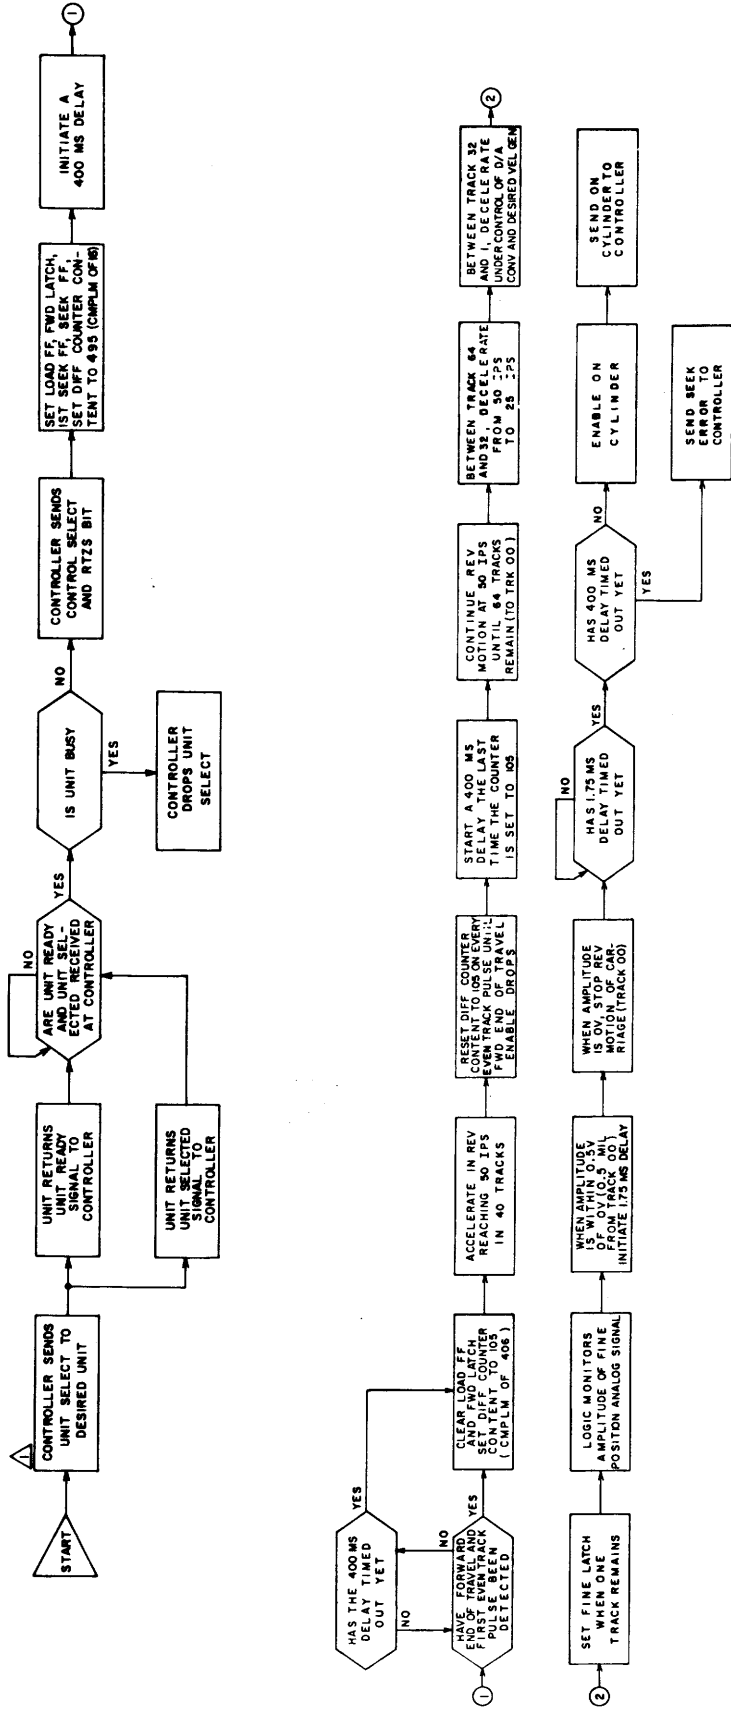 START
1
CONTROLLER SENDS
UNIT SELECT TO
DESIRED UNIT
UNIT RETURNS
UNIT READY
SIGNAL TO
CONTROLLER
UNIT RETURNS
UNIT SELECTED
SIGNAL TO
CONTROLLER
ARE UNIT READY
AND UNIT SEL-
ECTED RECEIVED
AT CONTROLLER
NO
YES
IS UNIT BUSY
YES
CONTROLLER
DROPS UNIT
SELECT
NO
CONTROLLER SENDS
CONTROL SELECT
AND RTZS BIT
SET LOAD FF, FWD LATCH,
IST SEEK FF, SEEK FF,
SET DIFF COUNTER CON-
TENT TO 495 (CMPLM OF 16)
INITIATE A
400 MS DELAY
1
1
HAVE FORWARD
END OF TRAVEL AND
FIRST EVEN TRACK
PULSE BEEN
DETECTED
NO
HAS THE 400 MS
DELAY TIMED
OUT YET
NO
YES
YES
CLEAR LOAD FF
AND FWD LATCH
SET DIFF COUNTER
CONTENT TO 105
(CMPLM OF 406)
ACCELERATE IN REV
REACHING 50 IPS
IN 40 TRACKS
RESET DIFF COUNTER
CONTENT TO 105 ON EVERY
EVEN TRACK PULSE UNTIL
FWD END OF TRAVEL
ENABLE DROPS
START A 400 MS
DELAY THE LAST
TIME THE COUNTER
IS SET TO 105
CONTINUE REV
MOTION AT 50 IPS
UNTIL 64 TRACKS
REMAIN (TO TRK 00)
BETWEEN TRACK 64
AND 32, DECELERATE
FROM 50 IPS
TO 25 IPS
BETWEEN TRACK 32
AND 1, DECELERATE
UNDER CONTROL OF D/A
CONV AND DESIRED VEL GEN
2
2
SET FINE LATCH
WHEN ONE
TRACK REMAINS
LOGIC MONITORS
AMPLITUDE OF FINE
POSITION ANALOG SIGNAL
WHEN AMPLITUDE
IS WITHIN 0.5V
OF 0V (0.5 MIL
FROM TRACK 00)
INITIATE 1.75 MS DELAY
WHEN AMPLITUDE
IS 0V, STOP REV
MOTION OF CAR-
RIAGE (TRACK 00)
HAS 1.75 MS
DELAY TIMED
OUT YET
NO
YES
HAS 400 MS
DELAY TIMED
OUT YET
NO
YES
ENABLE ON
CYLINDER
SEND ON
CYLINDER TO
CONTROLLER
SEND SEEK
ERROR TO
CONTROLLER